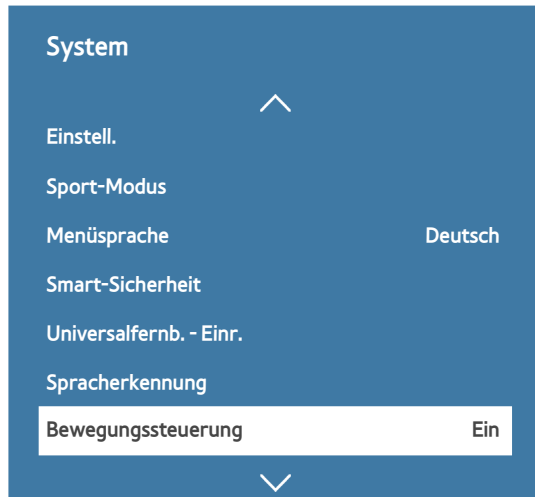 System
Einstell.
Sport-Modus
Menüsprache Deutsch
Smart-Sicherheit
Universalfernb. - Einr.
Spracherkennung
Bewegungssteuerung Ein